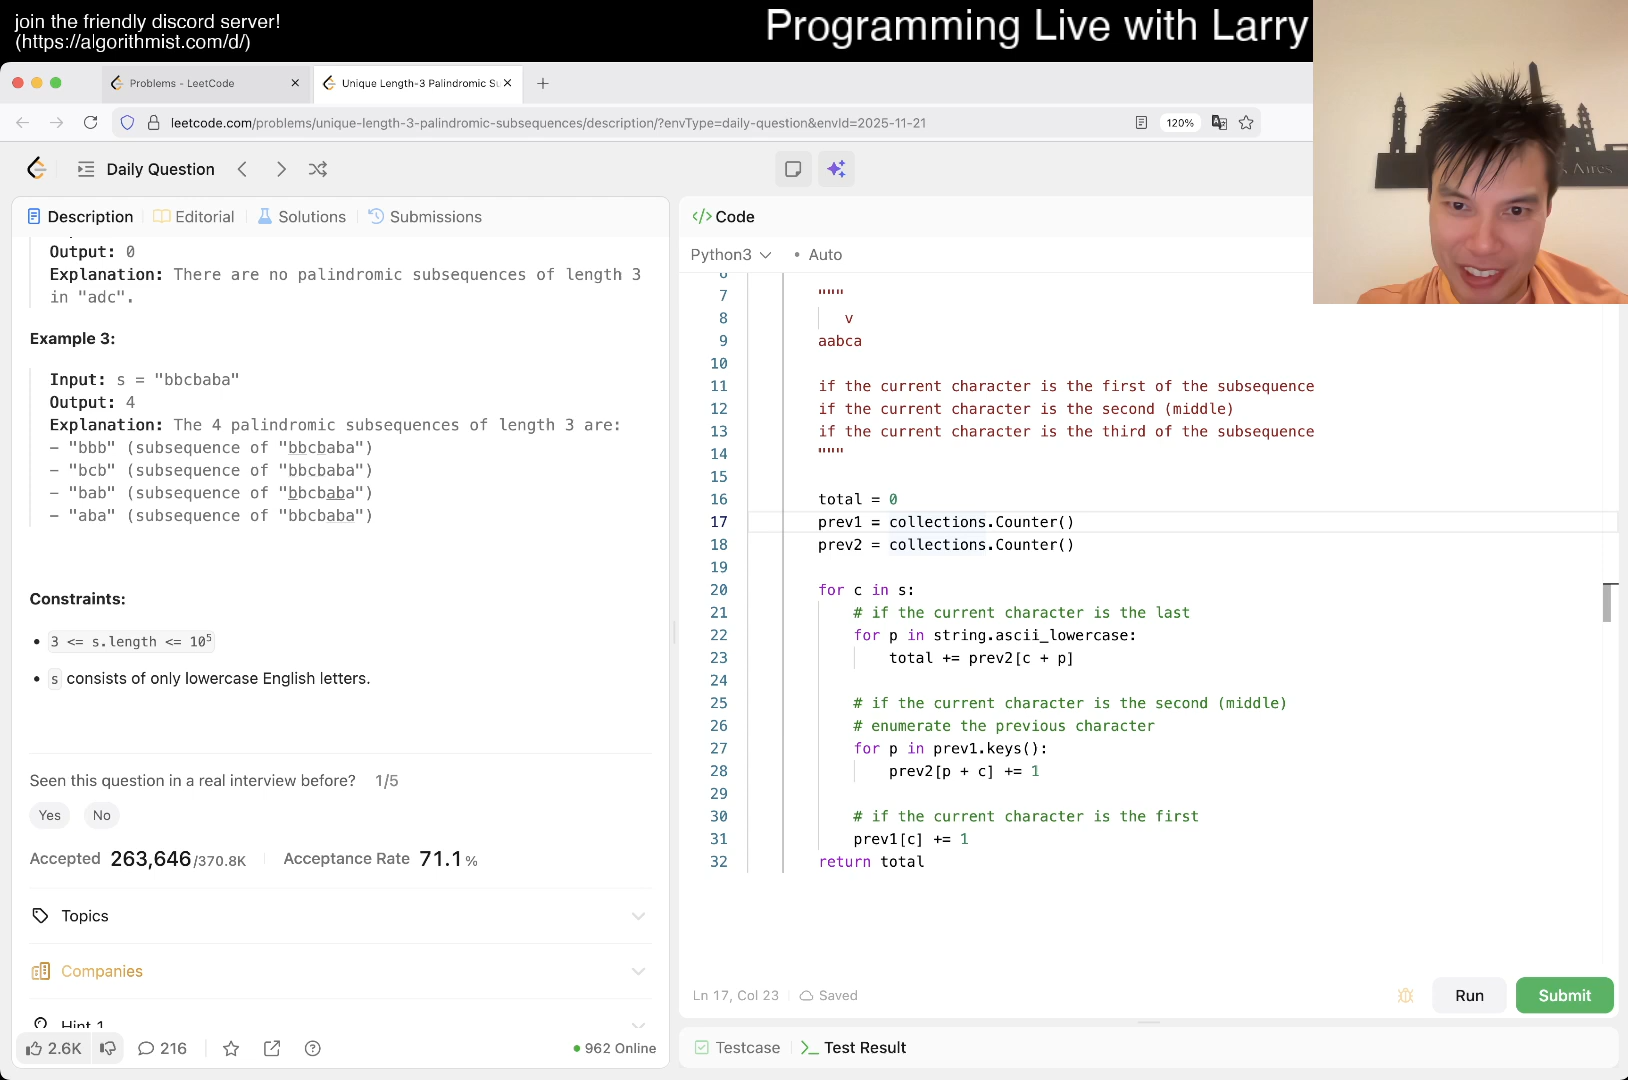 join the friendly discord server!
(https://algorithmist.com/d/)
Programming Live with Larry
Problems - LeetCode
Unique Length-3 Palindromic Su
leetcode.com/problems/unique-length-3-palindromic-subsequences/description/?envType=daily-question&envId=2025-11-21
120%
Daily Question
Description
Editorial
Solutions
Submissions
Output: 0
Explanation: There are no palindromic subsequences of length 3
in "adc".
Example 3:
Input: s = "bbcbaba"
Output: 4
Explanation: The 4 palindromic subsequences of length 3 are:
- "bbb" (subsequence of "bbcbaba")
- "bcb" (subsequence of "bbcbaba")
- "bab" (subsequence of "bbcbaba")
- "aba" (subsequence of "bbcbaba")
Constraints:
• 3 <= s.length <= 10⁵
• s consists of only lowercase English letters.
Seen this question in a real interview before? 1/5
Yes No
Accepted 263,646/370.8K Acceptance Rate 71.1 %
Topics
Companies
Hint 1
2.6K 216 962 Online
</> Code
Python3 • Auto
6
7 """
8 v
9 aabca
10
11 if the current character is the first of the subsequence
12 if the current character is the second (middle)
13 if the current character is the third of the subsequence
14 """
15
16 total = 0
17 prev1 = collections.Counter()
18 prev2 = collections.Counter()
19
20 for c in s:
21 # if the current character is the last
22 for p in string.ascii_lowercase:
23 total += prev2[c + p]
24
25 # if the current character is the second (middle)
26 # enumerate the previous character
27 for p in prev1.keys():
28 prev2[p + c] += 1
29
30 # if the current character is the first
31 prev1[c] += 1
32 return total
Ln 17, Col 23 Saved
Run
Submit
Testcase
Test Result
Aires